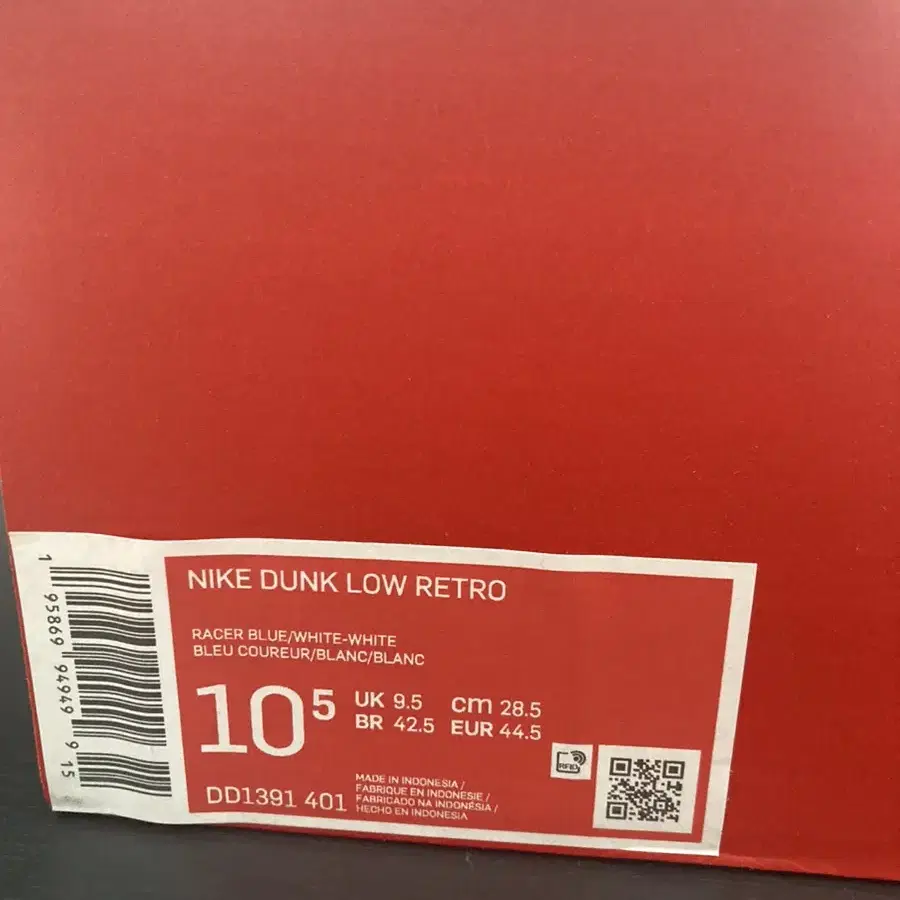 NIKE DUNK LOW RETRO
RACER BLUE/WHITE-WHITE
BLEU COUREUR/BLANC/BLANC
10⁵
UK 9.5 cm 28.5
BR 42.5 EUR 44.5
DD1391 401
MADE IN INDONESIA /
FABRIQUE EN INDONESIE /
FABRICADO NA INDONÉSIA /
HECHO EN INDONESIA
RFID
1 95869 94949 9 15